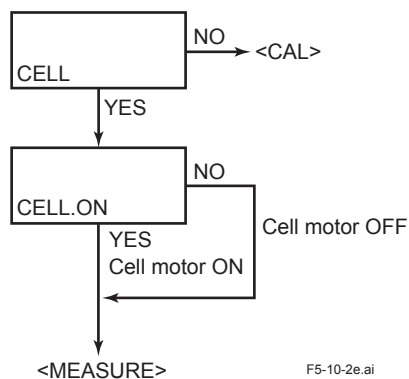 NO
<CAL>
CELL
YES
NO
CELL.ON
Cell motor OFF
YES
Cell motor ON
<MEASURE>
F5-10-2e.ai